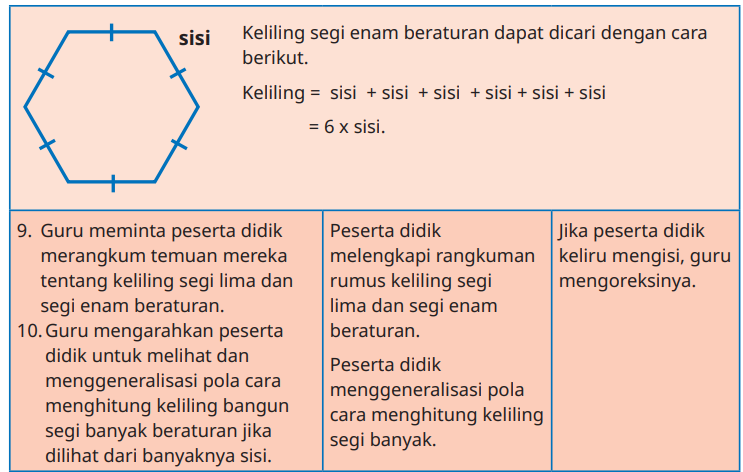 sisi
Keliling segi enam beraturan dapat dicari dengan cara
berikut.
Keliling = sisi + sisi + sisi + sisi + sisi + sisi
= 6 x sisi.
9. Guru meminta peserta didik
merangkum temuan mereka
tentang keliling segi lima dan
segi enam beraturan.
10. Guru mengarahkan peserta
didik untuk melihat dan
menggeneralisasi pola cara
menghitung keliling bangun
segi banyak beraturan jika
dilihat dari banyaknya sisi.
Peserta didik
melengkapi rangkuman
rumus keliling segi
lima dan segi enam
beraturan.
Peserta didik
menggeneralisasi pola
cara menghitung keliling
segi banyak.
Jika peserta didik
keliru mengisi, guru
mengoreksinya.